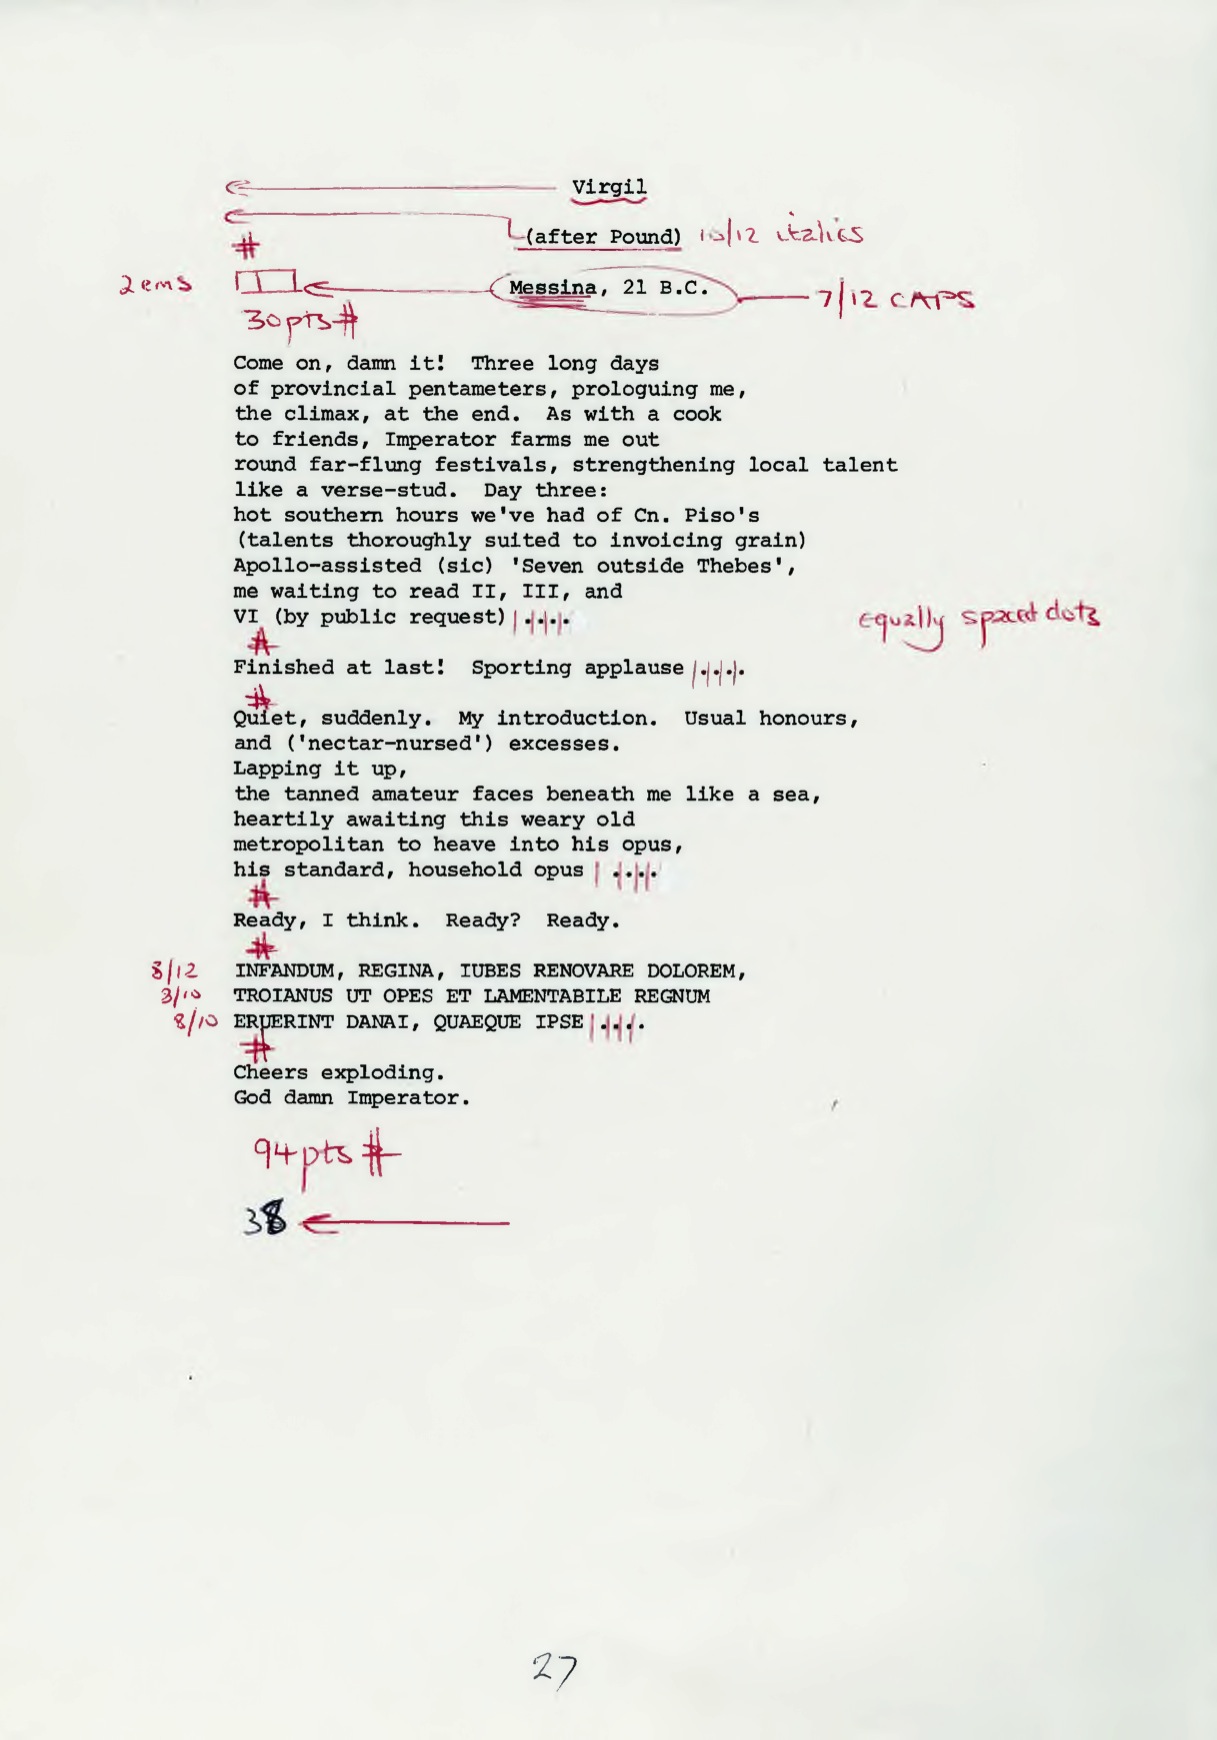 Virgil
(after Pound) 10/12 italics
#
2 ems Messina, 21 B.C. 7/12 CAPS
30pts#
Come on, damn it!  Three long days
of provincial pentameters, prologuing me,
the climax, at the end.  As with a cook
to friends, Imperator farms me out
round far-flung festivals, strengthening local talent
like a verse-stud.  Day three:
hot southern hours we've had of Cn. Piso's
(talents thoroughly suited to invoicing grain)
Apollo-assisted (sic) 'Seven outside Thebes',
me waiting to read II, III, and
VI (by public request)|.|.|.|. equally spaced dots
#
Finished at last!  Sporting applause|.|.|.|.
#
Quiet, suddenly.  My introduction.  Usual honours,
and ('nectar-nursed') excesses.
Lapping it up,
the tanned amateur faces beneath me like a sea,
heartily awaiting this weary old
metropolitan to heave into his opus,
his standard, household opus |.|.|.|.
#
Ready, I think.  Ready?  Ready.
#
8/12 INFANDUM, REGINA, IUBES RENOVARE DOLOREM,
8/10 TROIANUS UT OPES ET LAMENTABILE REGNUM
8/10 ERUERINT DANAI, QUAEQUE IPSE|.|.|.|.
#
Cheers exploding.
God damn Imperator.
94pts#
38
27